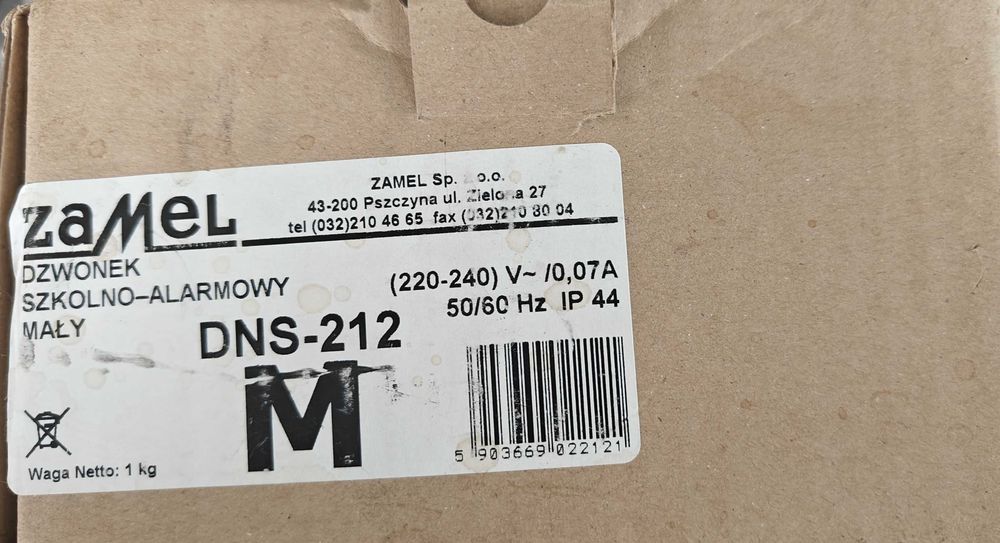 ZAMEL
ZAMEL Sp. z o.o.
43-200 Pszczyna ul. Zielona 27
tel (032)210 46 65 fax (032)210 80 04
DZWONEK
SZKOLNO-ALARMOWY
MAŁY
(220-240) V~ /0,07A
50/60 Hz IP 44
DNS-212
M
Waga Netto: 1 kg
5 903669 022121